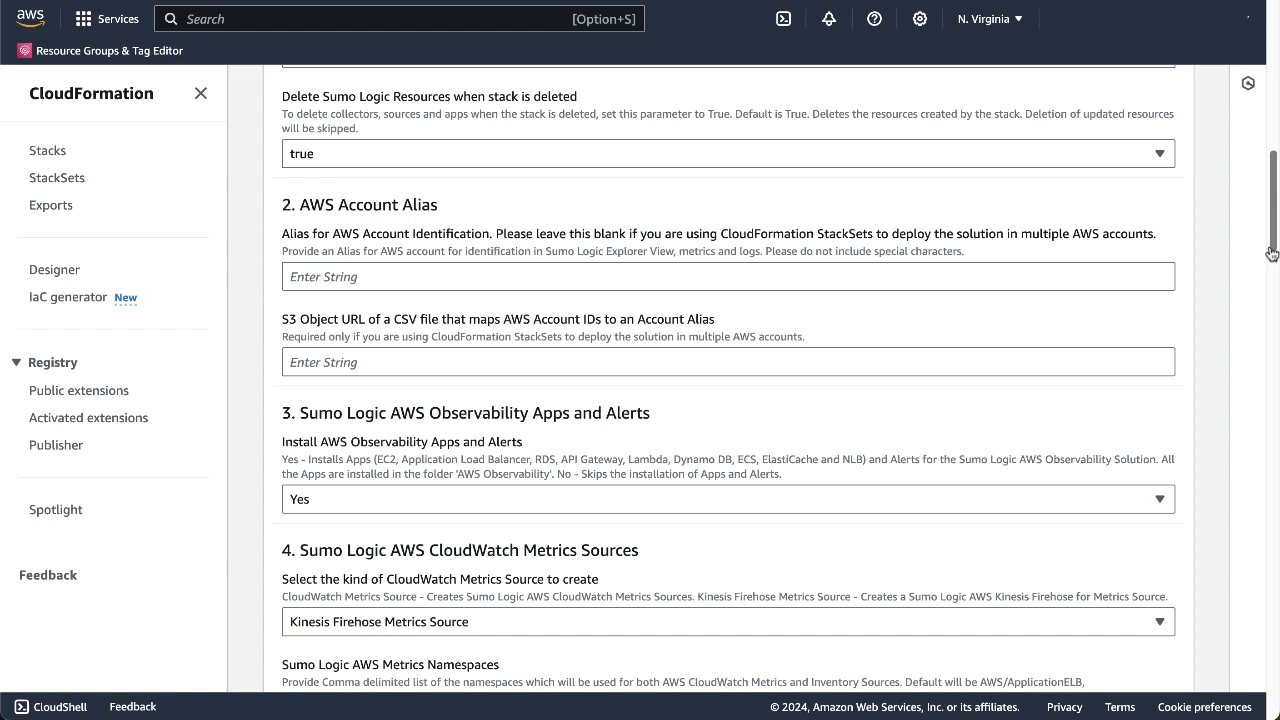 aws
Services
Search
[Option+S]
N. Virginia
Resource Groups & Tag Editor
CloudFormation
Stacks
StackSets
Exports
Designer
IaC generator New
Registry
Public extensions
Activated extensions
Publisher
Spotlight
Feedback
Delete Sumo Logic Resources when stack is deleted
To delete collectors, sources and apps when the stack is deleted, set this parameter to True. Default is True. Deletes the resources created by the stack. Deletion of updated resources
will be skipped.
true
2. AWS Account Alias
Alias for AWS Account Identification. Please leave this blank if you are using CloudFormation StackSets to deploy the solution in multiple AWS accounts.
Provide an Alias for AWS account for identification in Sumo Logic Explorer View, metrics and logs. Please do not include special characters.
Enter String
S3 Object URL of a CSV file that maps AWS Account IDs to an Account Alias
Required only if you are using CloudFormation StackSets to deploy the solution in multiple AWS accounts.
Enter String
3. Sumo Logic AWS Observability Apps and Alerts
Install AWS Observability Apps and Alerts
Yes - Installs Apps (EC2, Application Load Balancer, RDS, API Gateway, Lambda, Dynamo DB, ECS, ElastiCache and NLB) and Alerts for the Sumo Logic AWS Observability Solution. All
the Apps are installed in the folder 'AWS Observability'. No - Skips the installation of Apps and Alerts.
Yes
4. Sumo Logic AWS CloudWatch Metrics Sources
Select the kind of CloudWatch Metrics Source to create
CloudWatch Metrics Source - Creates Sumo Logic AWS CloudWatch Metrics Sources. Kinesis Firehose Metrics Source - Creates a Sumo Logic AWS Kinesis Firehose for Metrics Source.
Kinesis Firehose Metrics Source
Sumo Logic AWS Metrics Namespaces
Provide Comma delimited list of the namespaces which will be used for both AWS CloudWatch Metrics and Inventory Sources. Default will be AWS/ApplicationELB,
CloudShell
Feedback
© 2024, Amazon Web Services, Inc. or its affiliates.
Privacy
Terms
Cookie preferences